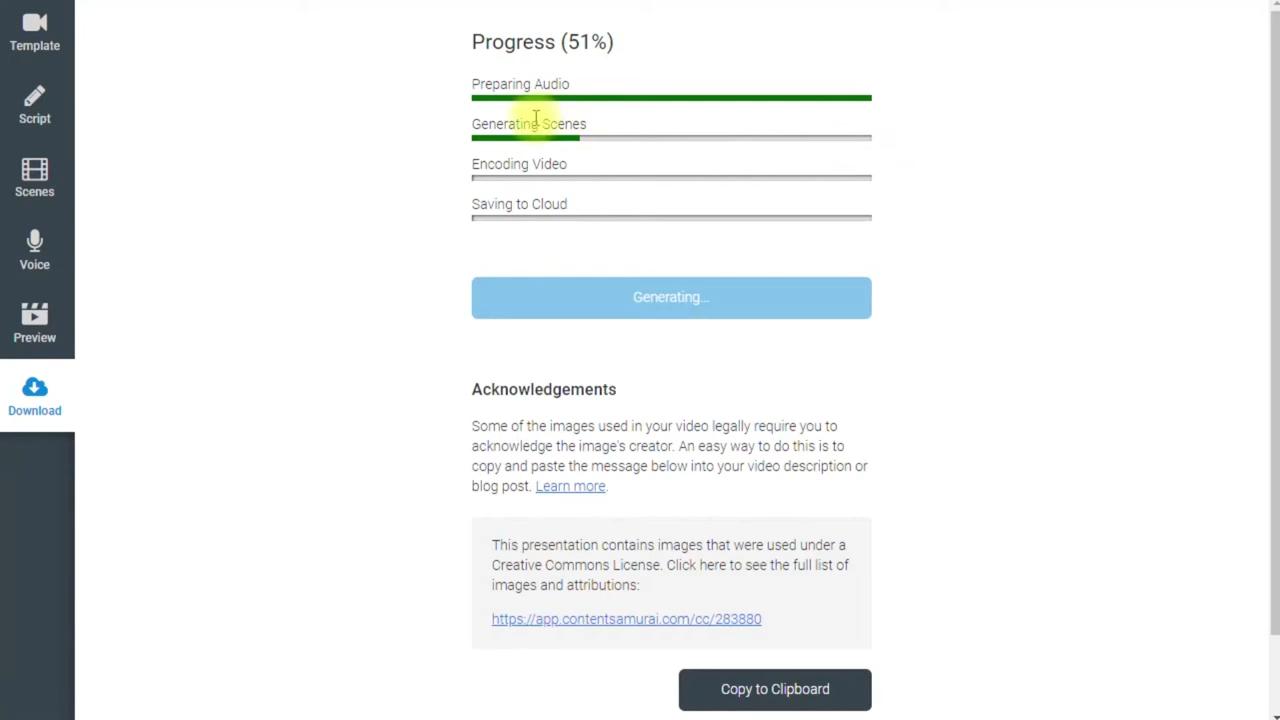 Template
Script
Scenes
Voice
Preview
Download
Progress (51%)
Preparing Audio
Generating Scenes
Encoding Video
Saving to Cloud
Generating...
Acknowledgements
Some of the images used in your video legally require you to
acknowledge the image's creator. An easy way to do this is to
copy and paste the message below into your video description or
blog post. Learn more.
This presentation contains images that were used under a
Creative Commons License. Click here to see the full list of
images and attributions:
https://app.contentsamurai.com/cc/283880
Copy to Clipboard